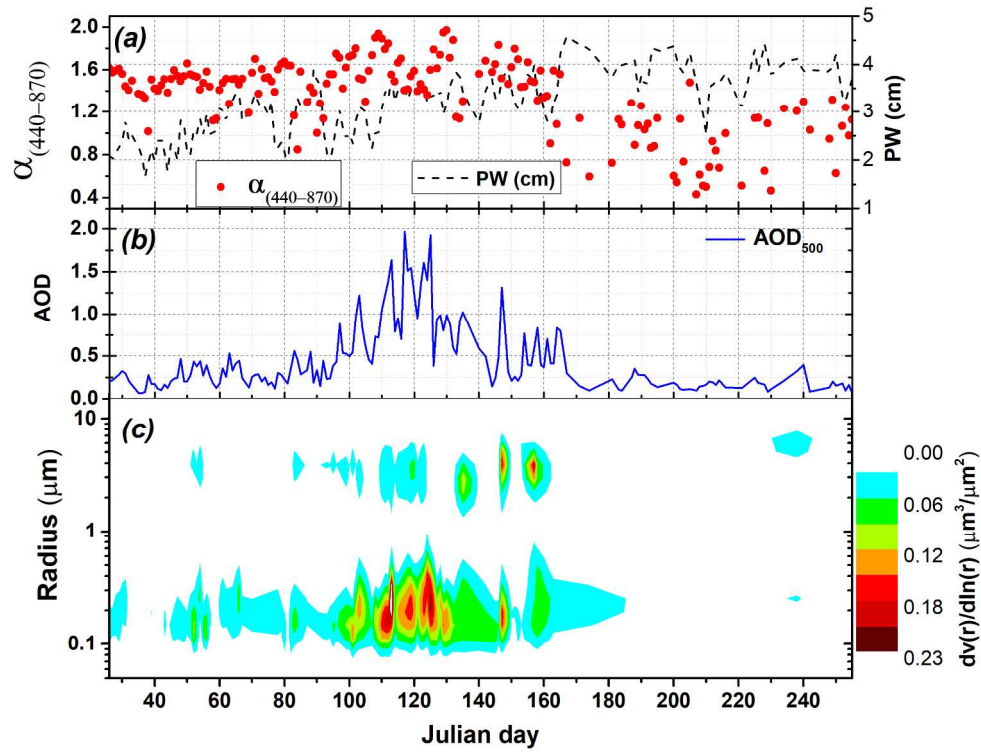 (a)
2.0
1.6
1.2
0.8
0.4
α(440–870)
5
4
3
2
1
PW (cm)
α(440–870)
PW (cm)
(b)
2.0
1.5
1.0
0.5
0.0
AOD
AOD500
(c)
10
1
0.1
Radius (μm)
40 60 80 100 120 140 160 180 200 220 240
Julian day
0.00
0.06
0.12
0.18
0.23
dv(r)/dln(r) (μm³/μm²)